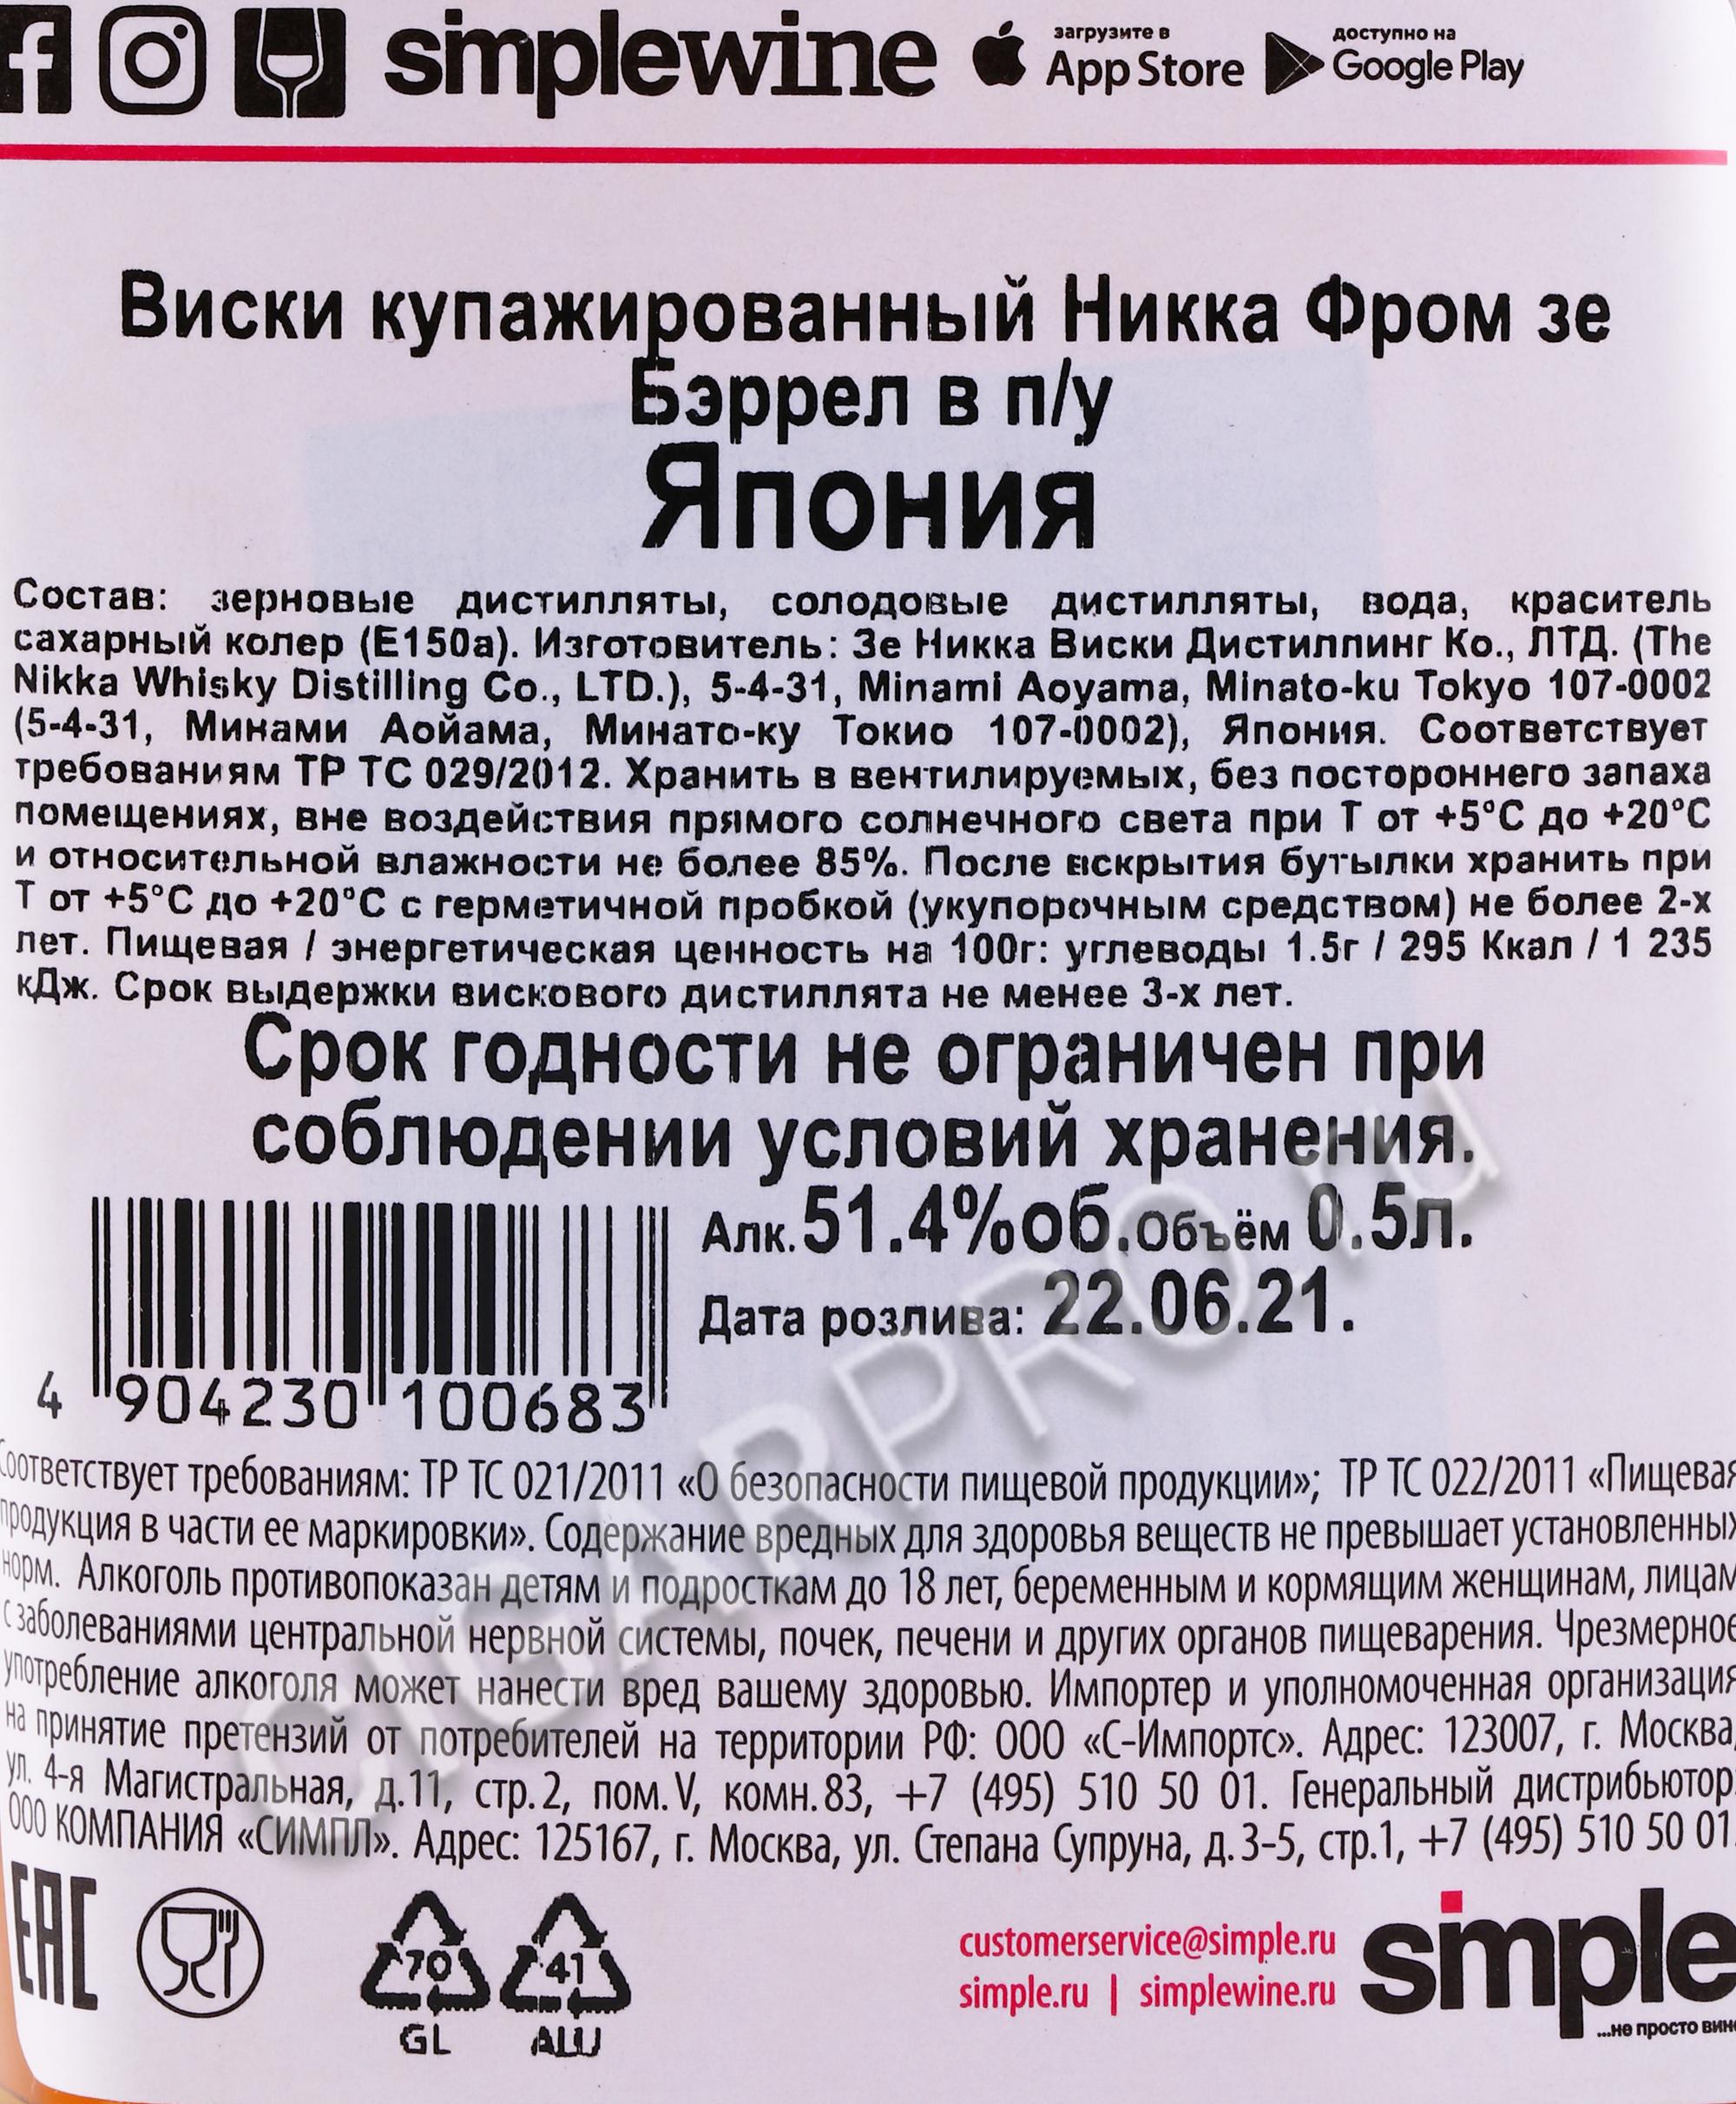 simplewine загрузите в App Store доступно на Google Play
Виски купажированный Никка Фром зе
Бэррел в п/у
Япония
Состав: зерновые дистилляты, солодовые дистилляты, вода, краситель
сахарный колер (E150a). Изготовитель: Зе Никка Виски Дистиллинг Ко., ЛТД. (The
Nikka Whisky Distilling Co., LTD.), 5-4-31, Minami Aoyama, Minato-ku Tokyo 107-0002
(5-4-31, Минами Аойама, Минато-ку Токио 107-0002), Япония. Соответствует
требованиям ТР ТС 029/2012. Хранить в вентилируемых, без постороннего запаха
помещениях, вне воздействия прямого солнечного света при Т от +5°С до +20°С
и относительной влажности не более 85%. После вскрытия бутылки хранить при
Т от +5°С до +20°С с герметичной пробкой (укупорочным средством) не более 2-х
лет. Пищевая / энергетическая ценность на 100г: углеводы 1.5г / 295 Ккал / 1 235
кДж. Срок выдержки вискового дистиллята не менее 3-х лет.
Срок годности не ограничен при
соблюдении условий хранения.
Алк. 51.4%об. Объём 0.5л.
Дата розлива: 22.06.21.
4 904230 100683
Соответствует требованиям: ТР ТС 021/2011 «О безопасности пищевой продукции»; ТР ТС 022/2011 «Пищевая
продукция в части ее маркировки». Содержание вредных для здоровья веществ не превышает установленных
норм. Алкоголь противопоказан детям и подросткам до 18 лет, беременным и кормящим женщинам, лицам
с заболеваниями центральной нервной системы, почек, печени и других органов пищеварения. Чрезмерное
употребление алкоголя может нанести вред вашему здоровью. Импортер и уполномоченная организация
на принятие претензий от потребителей на территории РФ: ООО «С-Импортс». Адрес: 123007, г. Москва,
ул. 4-я Магистральная, д.11, стр.2, пом.V, комн.83, +7 (495) 510 50 01. Генеральный дистрибьютор:
ООО КОМПАНИЯ «СИМПЛ». Адрес: 125167, г. Москва, ул. Степана Супруна, д.3-5, стр.1, +7 (495) 510 50 01.
EAC
70 GL
41 ALU
customerservice@simple.ru
simple.ru | simplewine.ru
simple
...не просто вино
CIGARPRO.ru